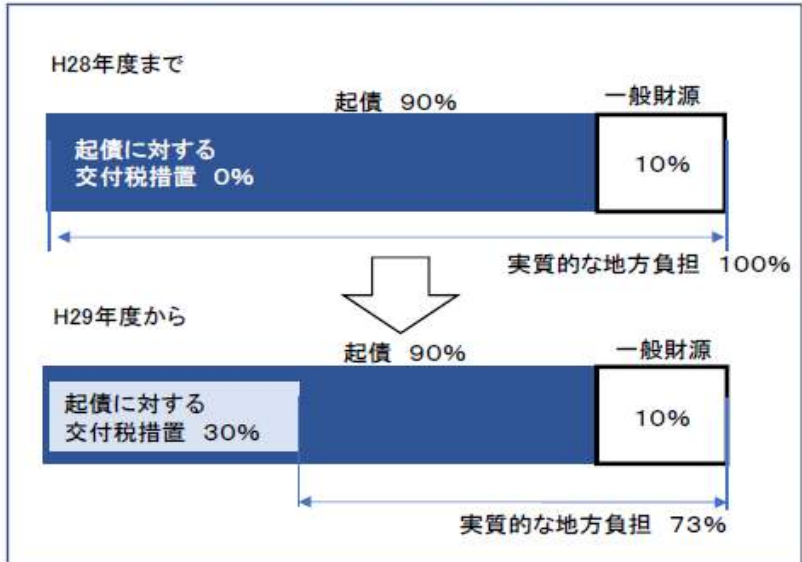 H28年度まで
起債 90%
一般財源
起債に対する
交付税措置 0%
10%
実質的な地方負担 100%
H29年度から
起債 90%
一般財源
起債に対する
交付税措置 30%
10%
実質的な地方負担 73%